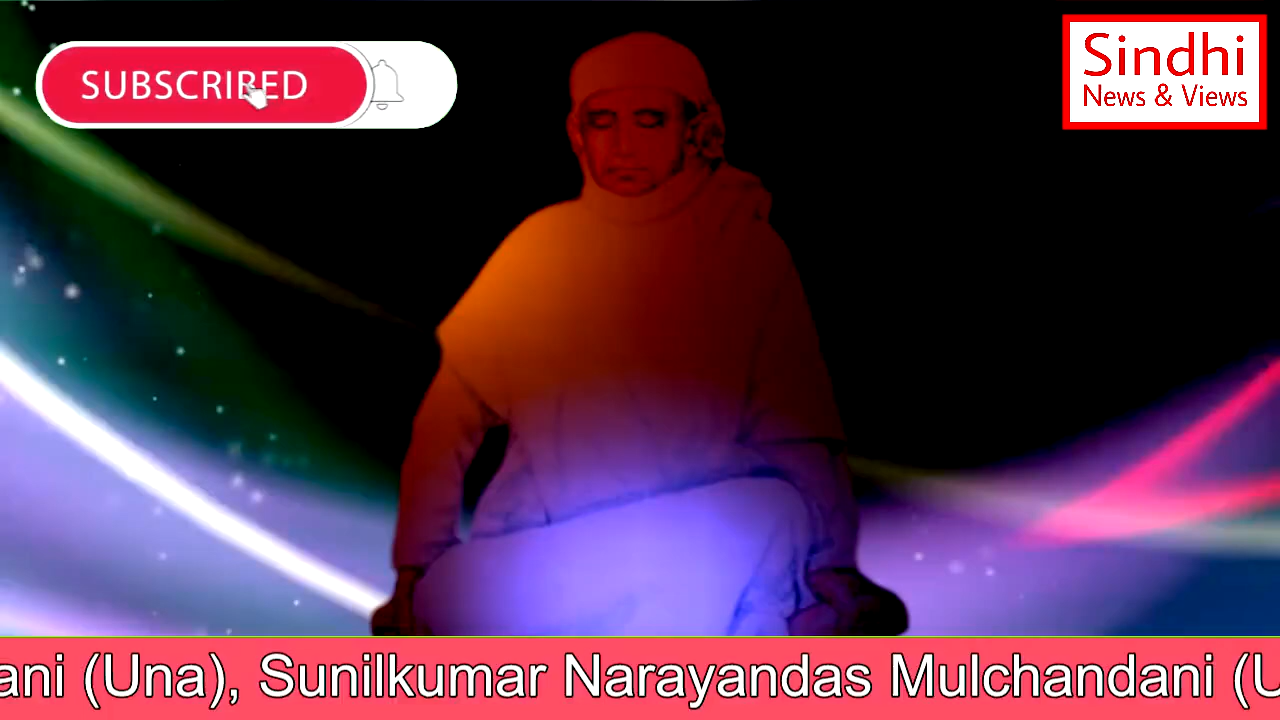 SUBSCRIBED
Sindhi
News & Views
ani (Una), Sunilkumar Narayandas Mulchandani (U